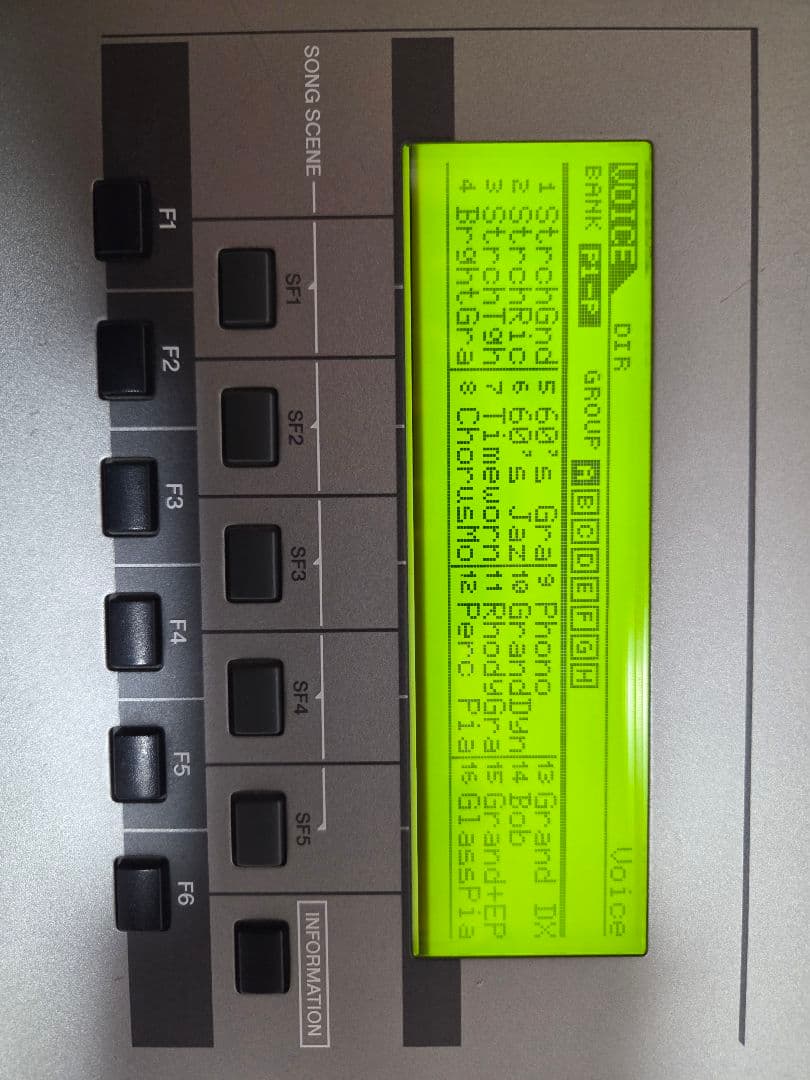 VOICE DIR Voice
BANK P1-P GROUP A B C D E F G H
1 StrchGnd 5 60's Gra 9 Phono 13 Grand DX
2 StrchRic 6 60's Jaz 10 GrandDyn 14 Bob
3 StrchTgh 7 Timeworn 11 RhodyGra 15 Grand+EP
4 BrghtGra 8 ChorusMo 12 Perc Pia 16 GlassPia
SONG SCENE SF1 SF2 SF3 SF4 SF5 INFORMATION
F1 F2 F3 F4 F5 F6